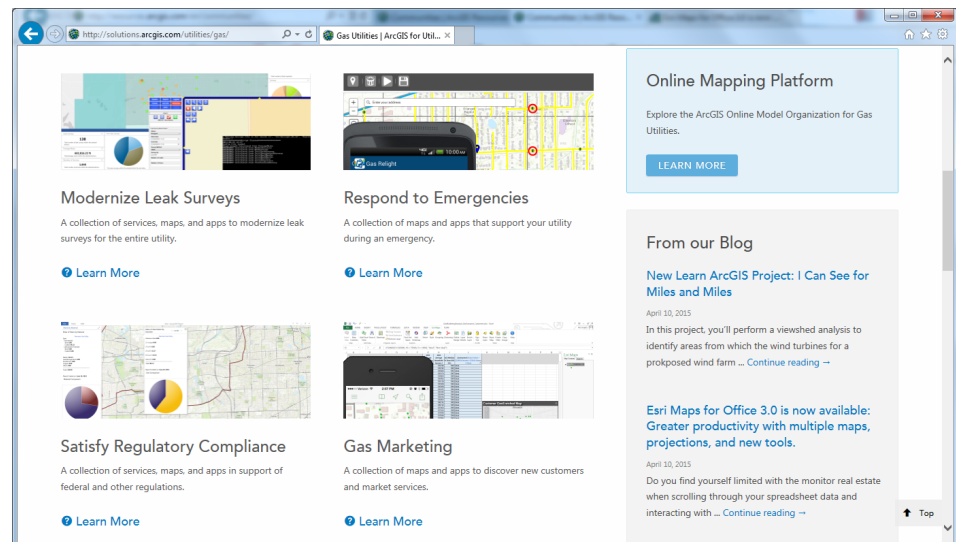 http://solutions.arcgis.com/utilities/gas/
Gas Utilities | ArcGIS for Util...
Enter your address
10:00 AM
Gas Relight
Modernize Leak Surveys
A collection of services, maps, and apps to modernize leak
surveys for the entire utility.
Learn More
Respond to Emergencies
A collection of maps and apps that support your utility
during an emergency.
Learn More
Satisfy Regulatory Compliance
A collection of services, maps, and apps in support of
federal and other regulations.
Learn More
Gas Marketing
A collection of maps and apps to discover new customers
and market services.
Learn More
Online Mapping Platform
Explore the ArcGIS Online Model Organization for Gas
Utilities.
LEARN MORE
From our Blog
New Learn ArcGIS Project: I Can See for
Miles and Miles
April 10, 2015
In this project, you'll perform a viewshed analysis to
identify areas from which the wind turbines for a
prokposed wind farm ... Continue reading →
Esri Maps for Office 3.0 is now available:
Greater productivity with multiple maps,
projections, and new tools.
April 10, 2015
Do you find yourself limited with the monitor real estate
when scrolling through your spreadsheet data and
interacting with ... Continue reading →
Top